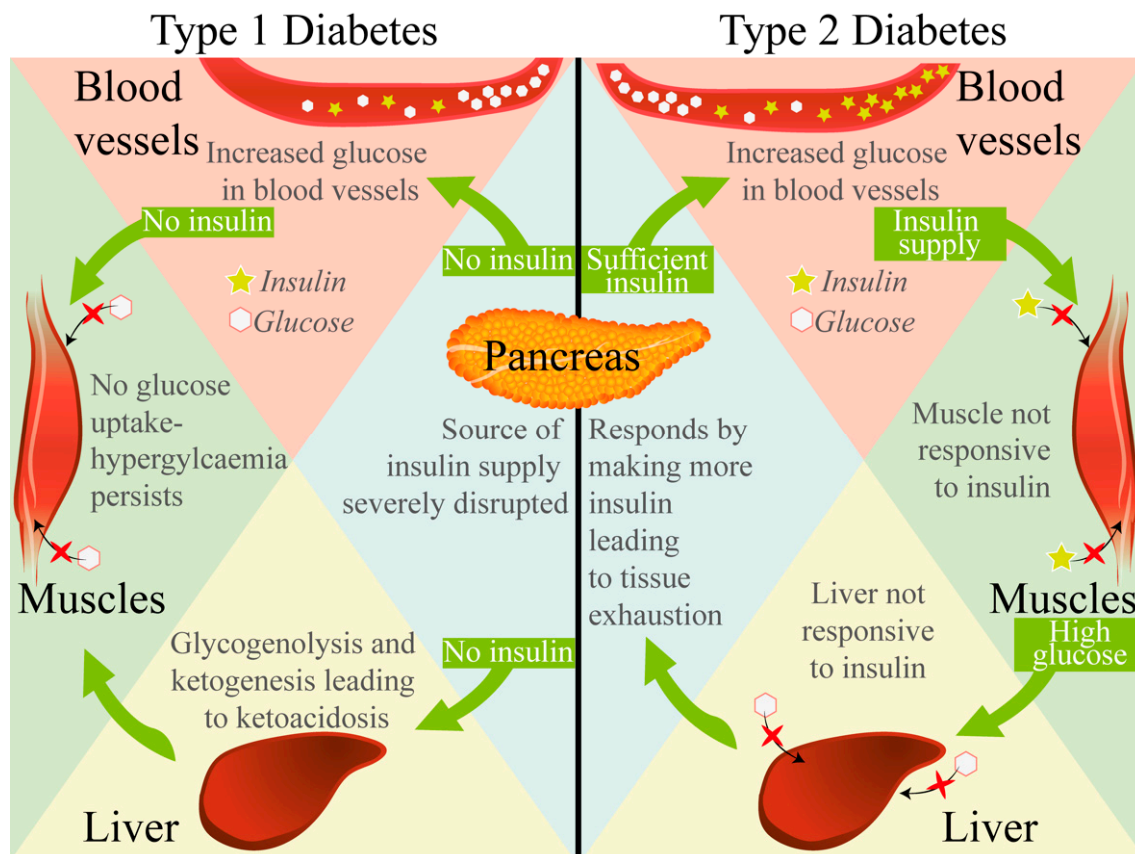 Type 1 Diabetes
Blood
vessels
Increased glucose
in blood vessels
No insulin
No insulin
Insulin
Glucose
No glucose
uptake-
hypergylcaemia
persists
Muscles
Source of
insulin supply
severely disrupted
Glycogenolysis and
ketogenesis leading
to ketoacidosis
No insulin
Liver
Pancreas
Type 2 Diabetes
Blood
vessels
Increased glucose
in blood vessels
Sufficient
insulin
Insulin
supply
Insulin
Glucose
Responds by
making more
insulin
leading
to tissue
exhaustion
Muscle not
responsive
to insulin
Muscles
High
glucose
Liver not
responsive
to insulin
Liver